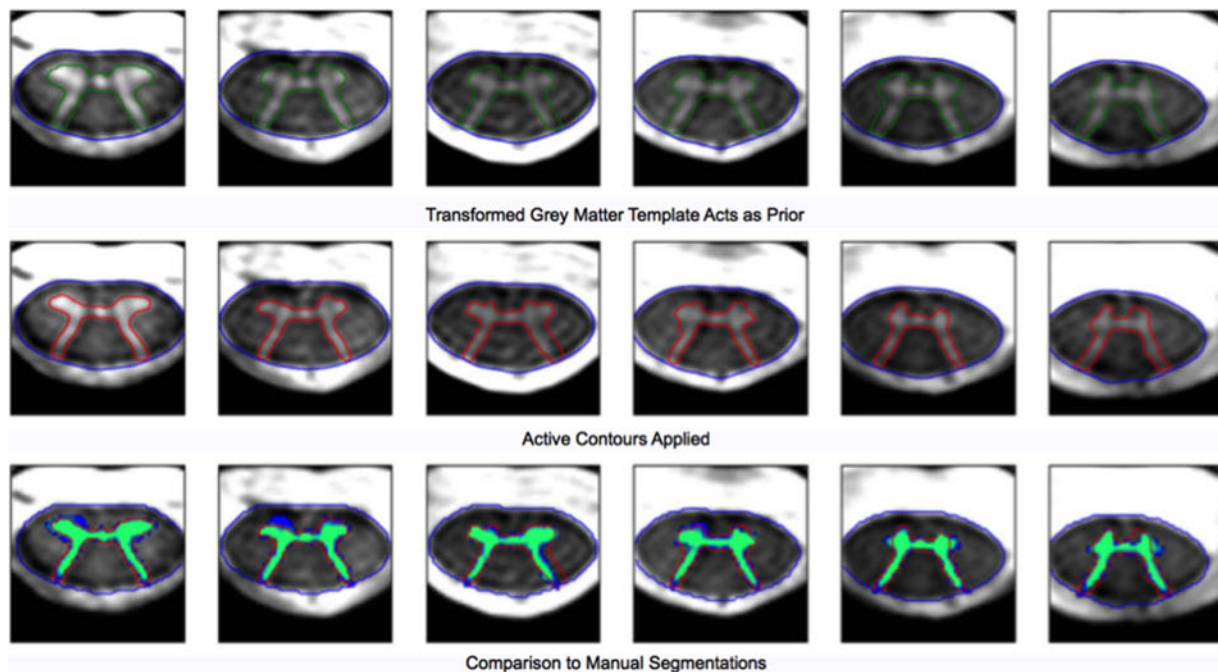 Transformed Grey Matter Template Acts as Prior
Active Contours Applied
Comparison to Manual Segmentations